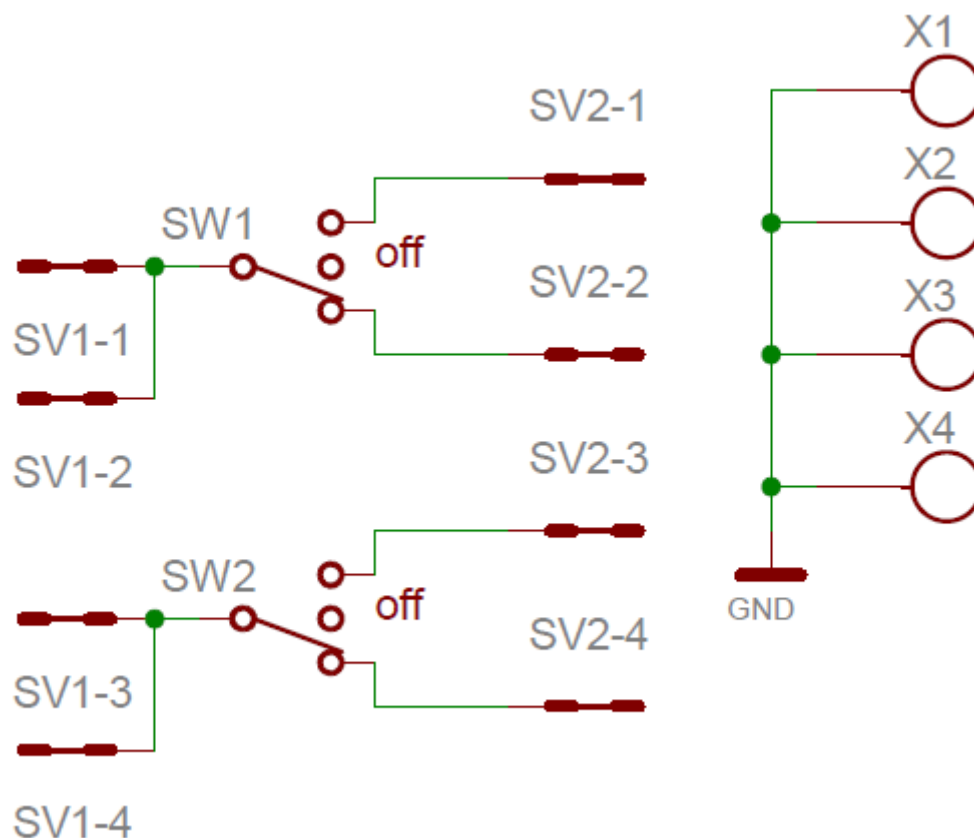 X1
SV2-1
X2
SW1
off
SV2-2
X3
SV1-1
X4
SV2-3
SV1-2
SW2
off
GND
SV2-4
SV1-3
SV1-4